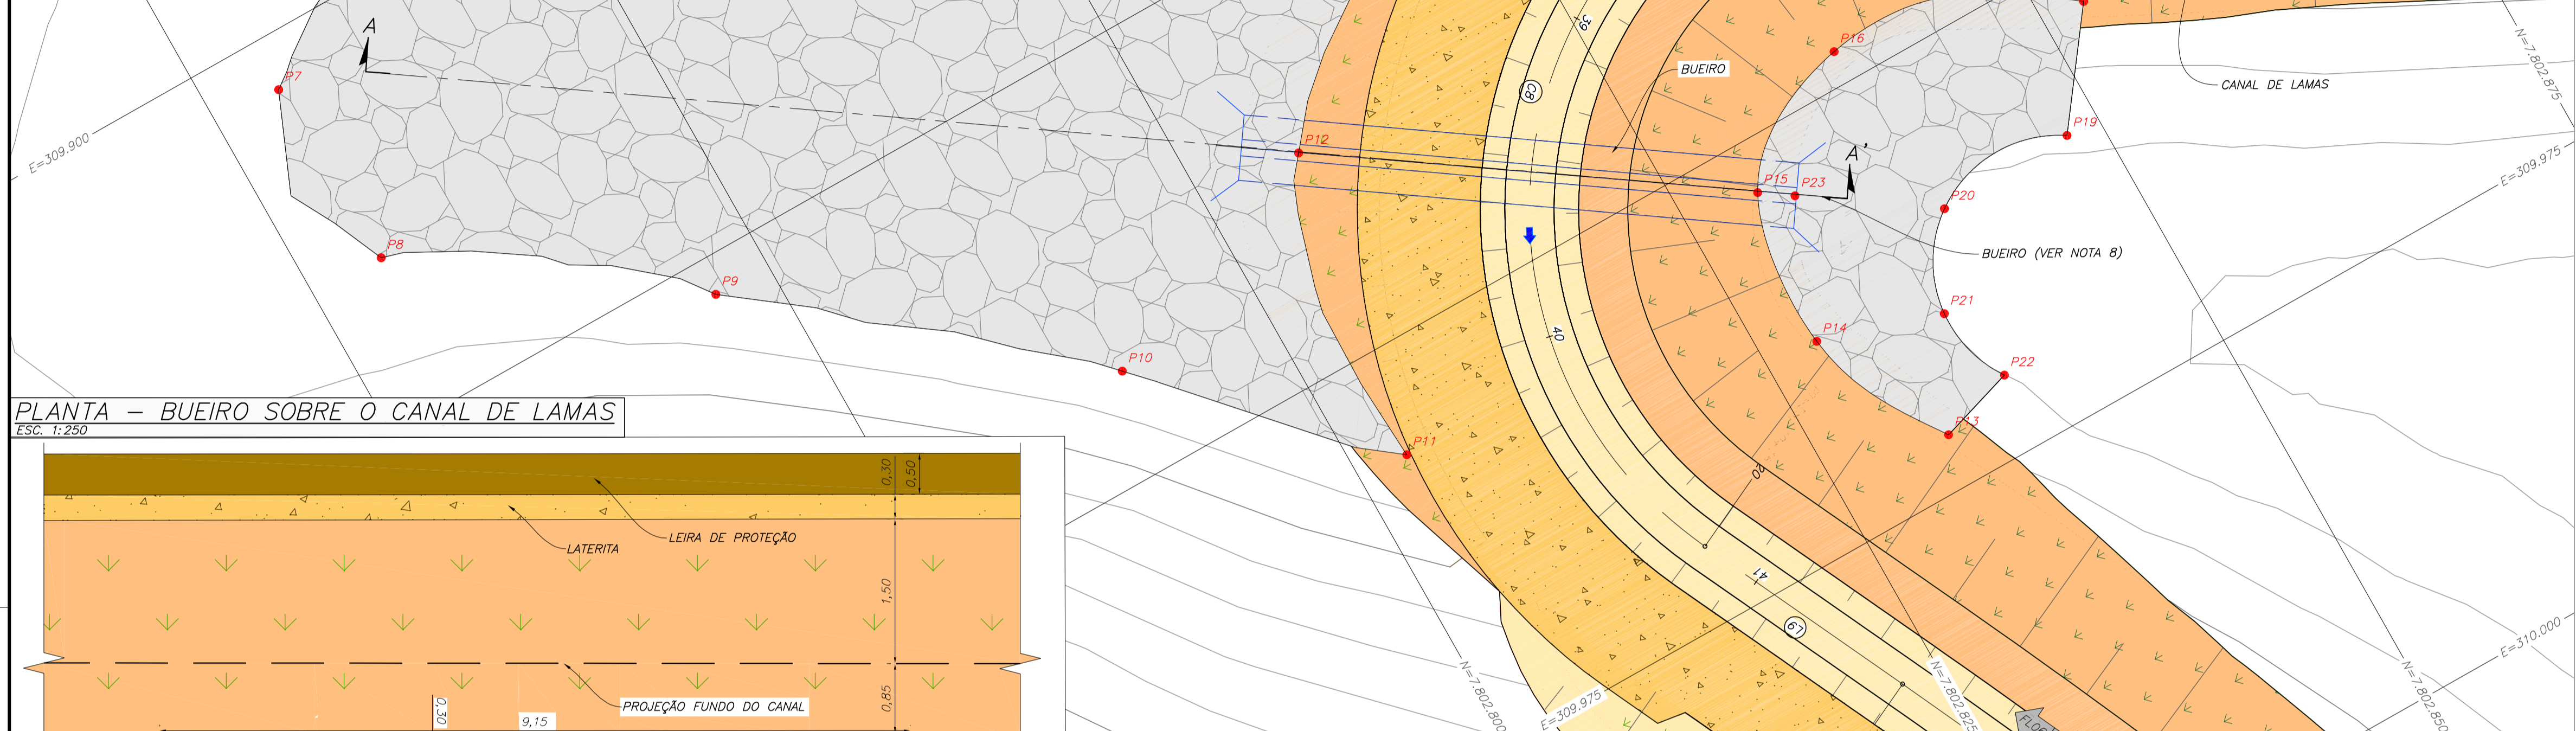 A
P7
E=309.900
P8
P9
P10
P11
P12
39
C8
BUEIRO
P16
P15
P23
A'
P14
40
20
41
67
P13
P22
P21
P20
P19
CANAL DE LAMAS
BUEIRO (VER NOTA 8)
N=7.802.875
E=309.975
E=310.000
N=7.802.800
E=309.975
N=7.802.825
N=7.802.850
PLANTA – BUEIRO SOBRE O CANAL DE LAMAS
ESC. 1:250
0,30
0,50
LEIRA DE PROTEÇÃO
LATERITA
1,50
PROJEÇÃO FUNDO DO CANAL
0,85
0,30
9,15